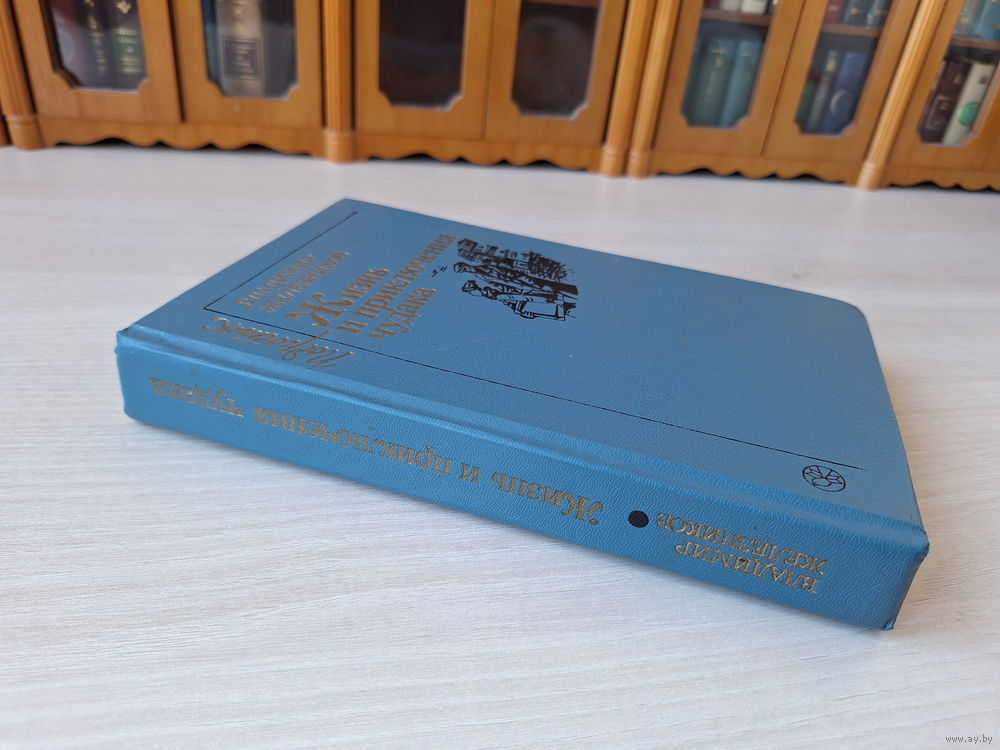 ВЛАДИМИР
ЖЕЛЕЗНИКОВ
Жизнь
и приключения
чудака
ВЛАДИМИР
ЖЕЛЕЗНИКОВ
Жизнь и приключения чудака
www.ay.by